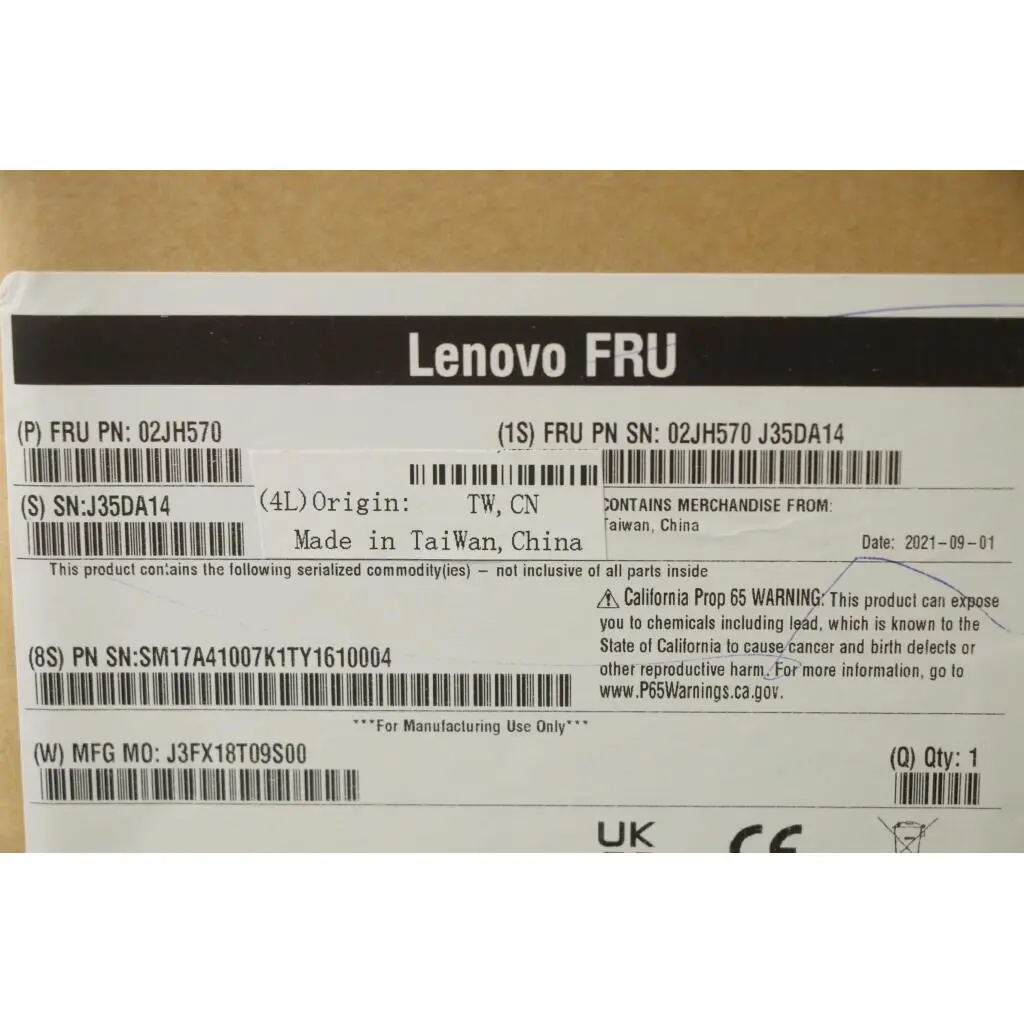 Lenovo FRU
(P) FRU PN: 02JH570
(1S) FRU PN SN: 02JH570 J35DA14
(S) SN:J35DA14
(4L)Origin: TW,CN
Made in TaiWan,China
CONTAINS MERCHANDISE FROM:
Taiwan, China
Date: 2021-09-01
This product contains the following serialized commodity(ies) – not inclusive of all parts inside
⚠ California Prop 65 WARNING: This product can expose
you to chemicals including lead, which is known to the
State of California to cause cancer and birth defects or
other reproductive harm. For more information, go to
www.P65Warnings.ca.gov.
(8S) PN SN:SM17A41007K1TY1610004
***For Manufacturing Use Only***
(W) MFG MO: J3FX18T09S00
(Q) Qty: 1
UK
CE